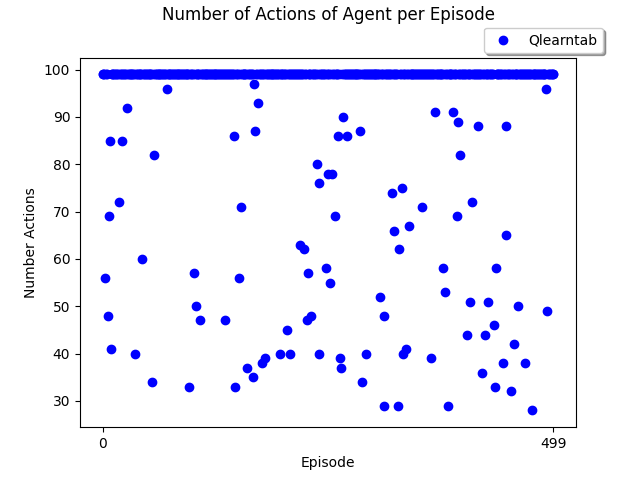 Number of Actions of Agent per Episode
Qlearntab
100
90
80
70
60
50
40
30
Number Actions
0
499
Episode